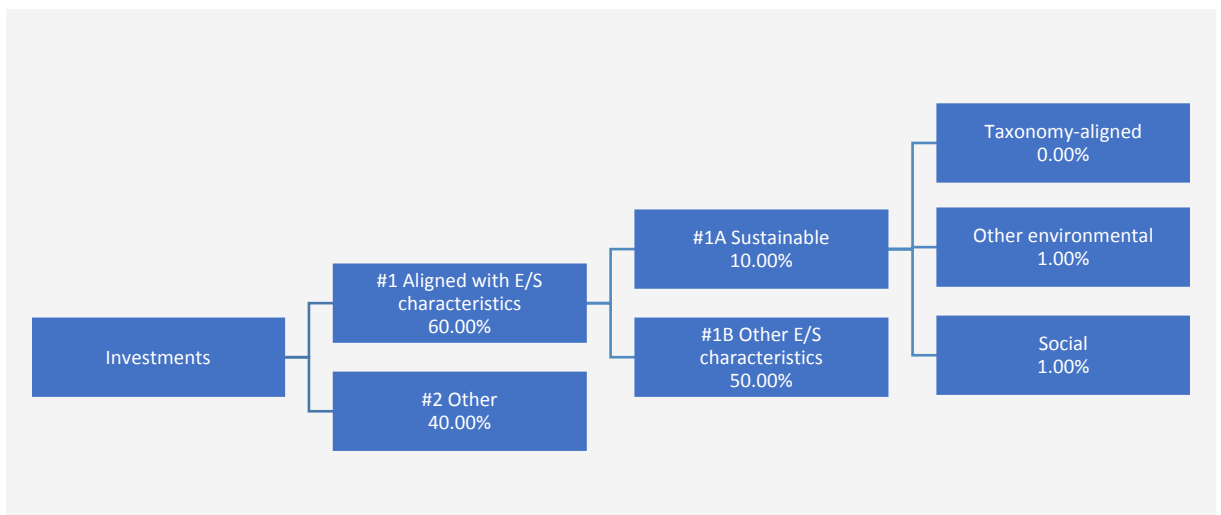 Investments
#1 Aligned with E/S
characteristics
60.00%
#2 Other
40.00%
#1A Sustainable
10.00%
#1B Other E/S
characteristics
50.00%
Taxonomy-aligned
0.00%
Other environmental
1.00%
Social
1.00%